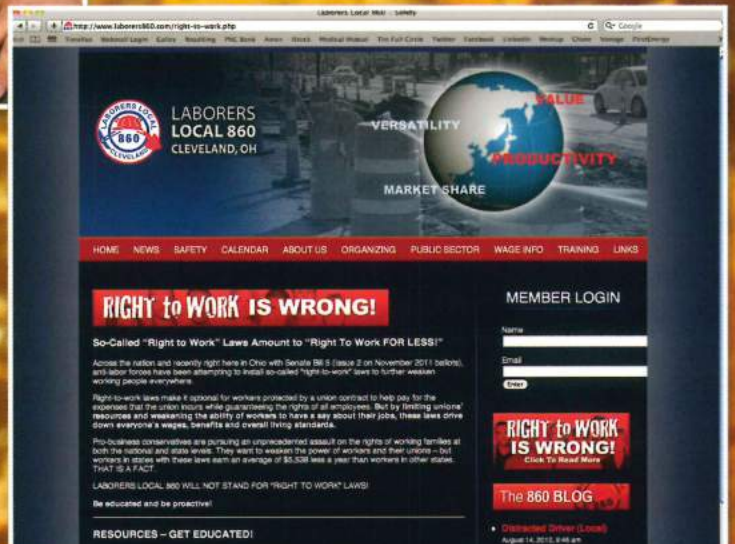 Laborers Local 860 - Safety
http://www.laborers860.com/right-to-work.php
Google
LABORERS LOCAL
860
CLEVELAND
LABORERS
LOCAL 860
CLEVELAND, OH
VALUE
VERSATILITY
PRODUCTIVITY
MARKET SHARE
HOME NEWS SAFETY CALENDAR ABOUT US ORGANIZING PUBLIC SECTOR WAGE INFO TRAINING LINKS
RIGHT to WORK IS WRONG!
So-Called "Right to Work" Laws Amount to "Right To Work FOR LESS!"
Across the nation and recently right here in Ohio with Senate Bill 5 (Issue 2 on November 2011 ballots),
anti-labor forces have been attempting to install so-called "right-to-work" laws to further weaken
working people everywhere.
Right-to-work laws make it optional for workers protected by a union contract to help pay for the
expenses that the union incurs while guaranteeing the rights of all employees. But by limiting unions'
resources and weakening the ability of workers to have a say about their jobs, these laws drive
down everyone's wages, benefits and overall living standards.
Pro-business conservatives are pursuing an unprecedented assault on the rights of working families at
both the national and state levels. They want to weaken the power of workers and their unions – but
workers in states with these laws earn an average of $5,538 less a year than workers in other states.
THAT IS A FACT.
LABORERS LOCAL 860 WILL NOT STAND FOR "RIGHT TO WORK" LAWS!
Be educated and be proactive!
RESOURCES – GET EDUCATED!
MEMBER LOGIN
Name
Email
Enter
RIGHT to WORK
IS WRONG!
Click To Read More
The 860 BLOG
Distracted Driver (Local)
August 14, 2012, 9:46 am